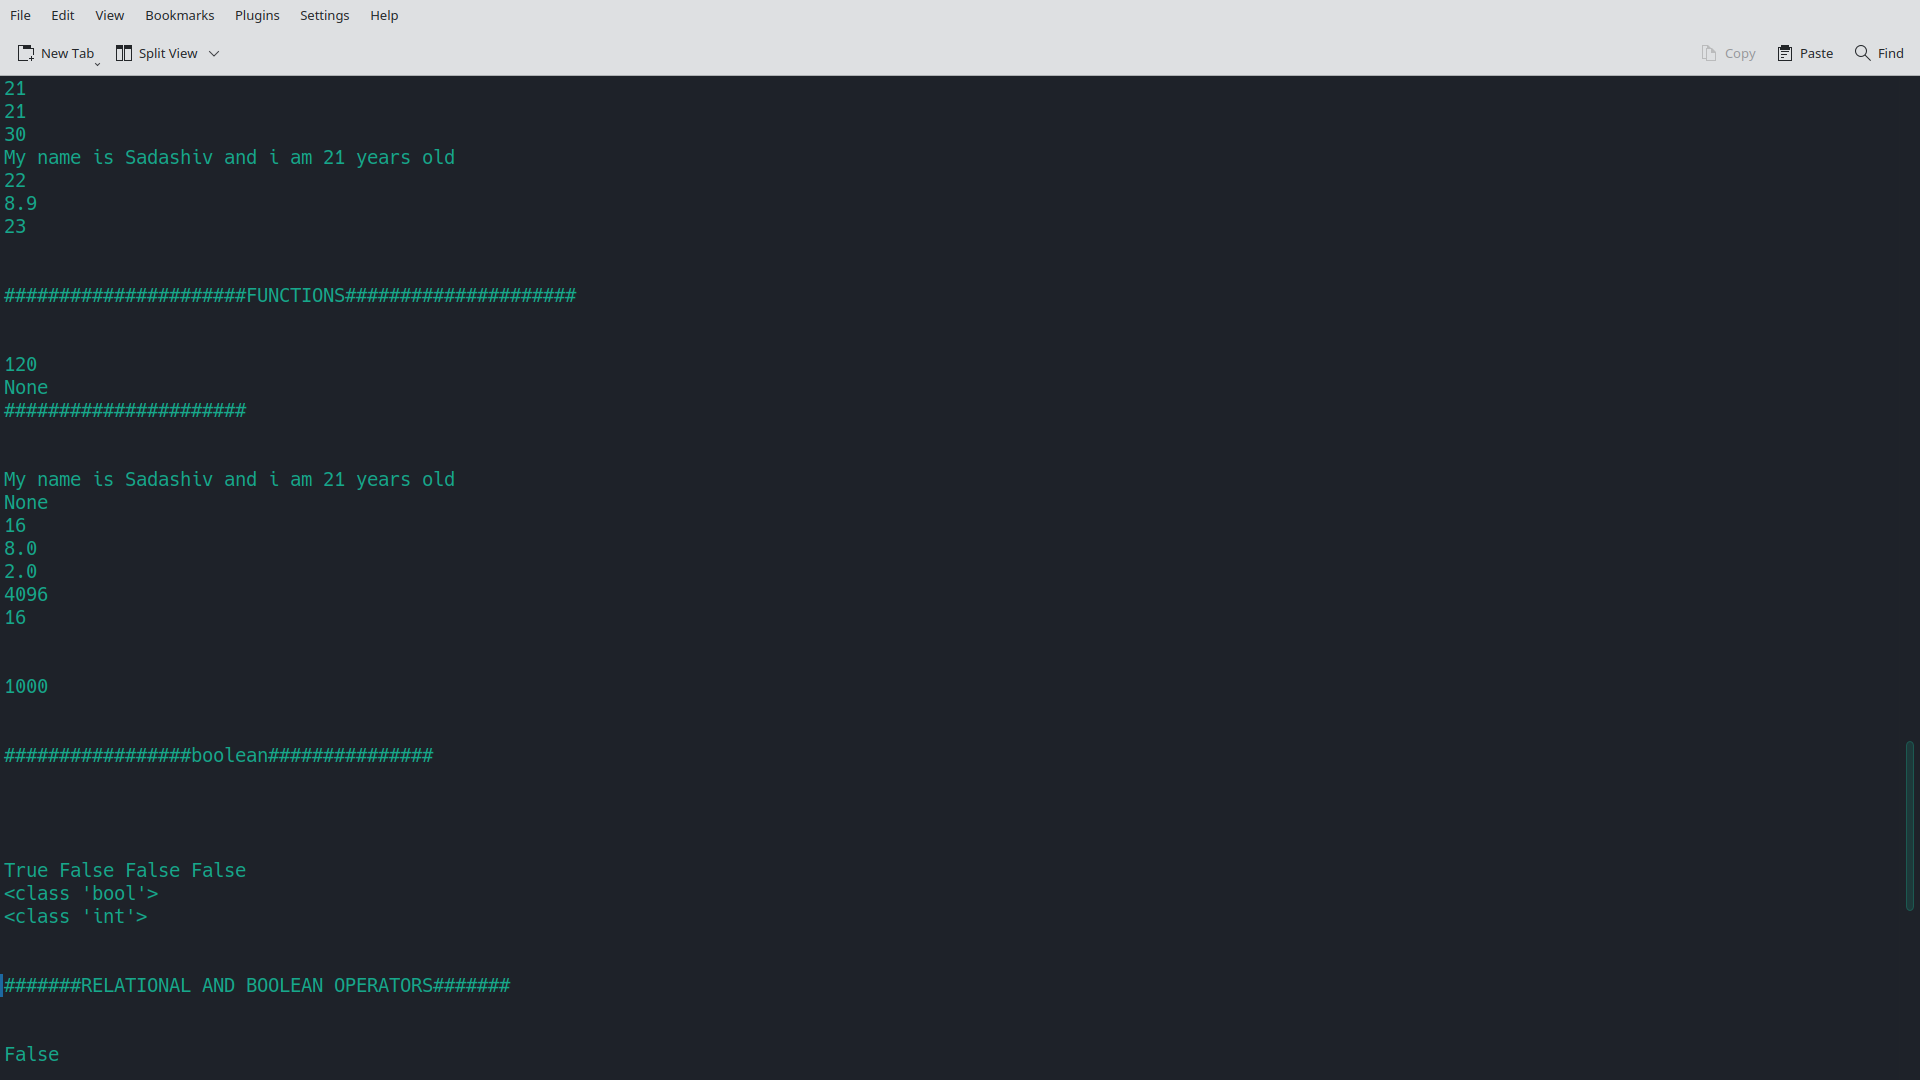 File Edit View Bookmarks Plugins Settings Help
New Tab Split View Copy Paste Find
21
21
30
My name is Sadashiv and i am 21 years old
22
8.9
23
######################FUNCTIONS#####################
120
None
######################
My name is Sadashiv and i am 21 years old
None
16
8.0
2.0
4096
16
1000
#################boolean###############
True False False False
<class 'bool'>
<class 'int'>
#######RELATIONAL AND BOOLEAN OPERATORS#######
False